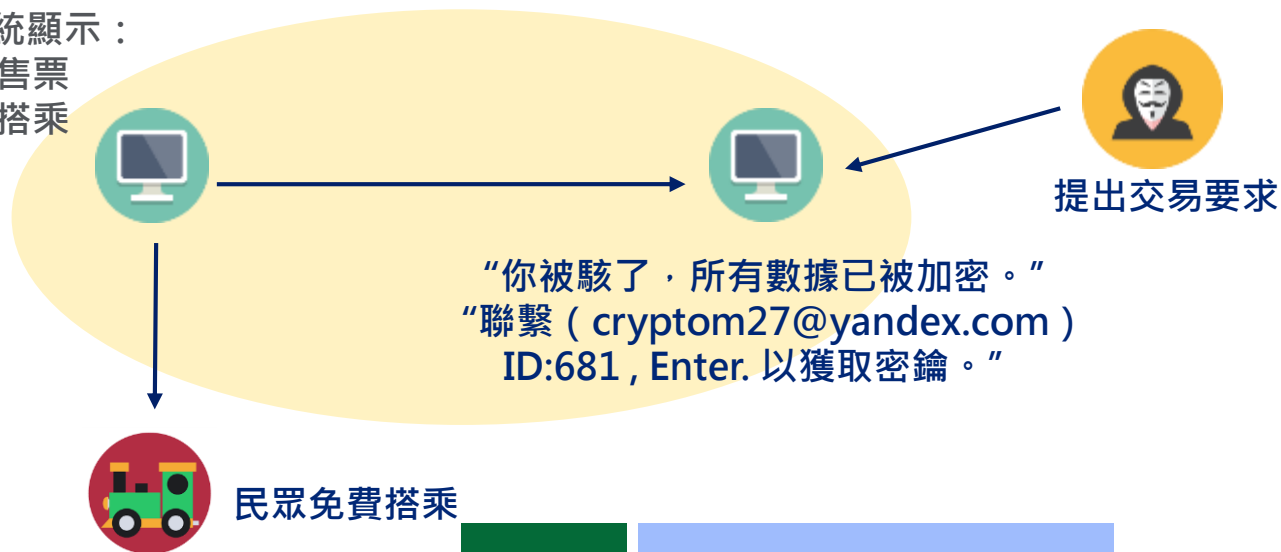 統顯示：
售票
搭乘
提出交易要求
“你被駭了，所有數據已被加密。”
“聯繫（cryptom27@yandex.com）
ID:681 , Enter. 以獲取密鑰。”
民眾免費搭乘